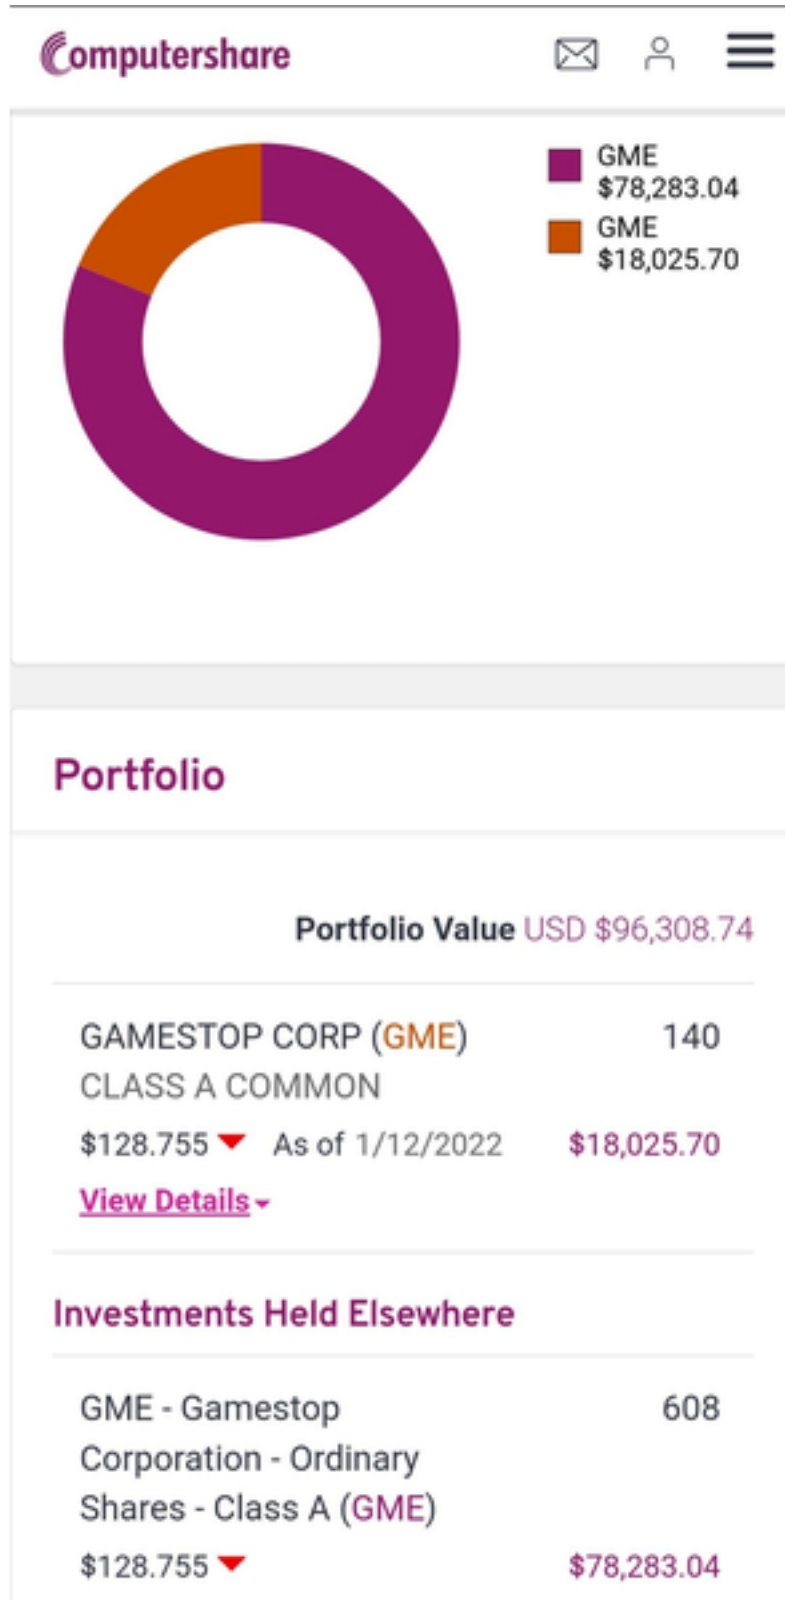 Computershare
GME
$78,283.04
GME
$18,025.70
Portfolio
Portfolio Value USD $96,308.74
GAMESTOP CORP (GME) 140
CLASS A COMMON
$128.755 As of 1/12/2022 $18,025.70
View Details
Investments Held Elsewhere
GME - Gamestop 608
Corporation - Ordinary
Shares - Class A (GME)
$128.755 $78,283.04